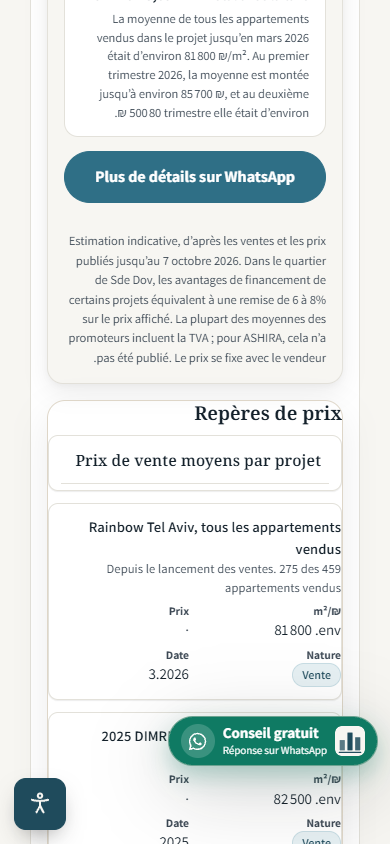 La moyenne de tous les appartements
vendus dans le projet jusqu’en mars 2026
était d’environ 81 800 ₪/m². Au premier
trimestre 2026, la moyenne est montée
jusqu’à environ 85 700 ₪, et au deuxième
.₪ 500 80 trimestre elle était d’environ
Plus de détails sur WhatsApp
Estimation indicative, d’après les ventes et les prix
publiés jusqu’au 7 octobre 2026. Dans le quartier
de Sde Dov, les avantages de financement de
certains projets équivalent à une remise de 6 à 8%
sur le prix affiché. La plupart des moyennes des
promoteurs incluent la TVA ; pour ASHIRA, cela n’a
.pas été publié. Le prix se fixe avec le vendeur
Repères de prix
Prix de vente moyens par projet
Rainbow Tel Aviv, tous les appartements
vendus
Depuis le lancement des ventes. 275 des 459
appartements vendus
Prix
m²/₪
·
81 800 .env
Date
Nature
3.2026
Vente
2025 DIMR
Conseil gratuit
Réponse sur WhatsApp
Prix
m²/₪
·
82 500 .env
Date
Nature
2025
Vente